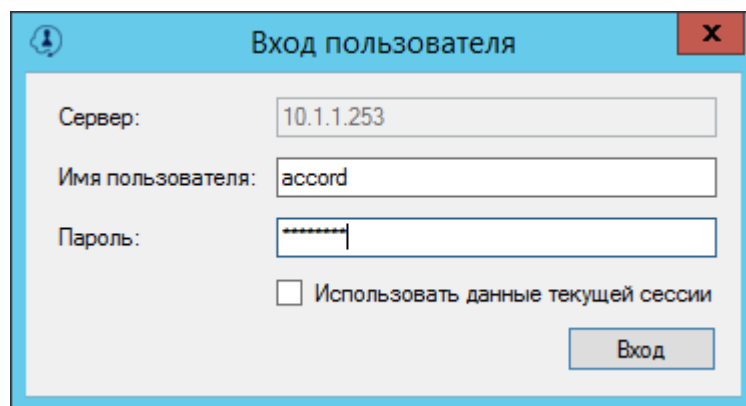 Вход пользователя
Сервер: 10.1.1.253
Имя пользователя: accord
Пароль: ********
Использовать данные текущей сессии
Вход